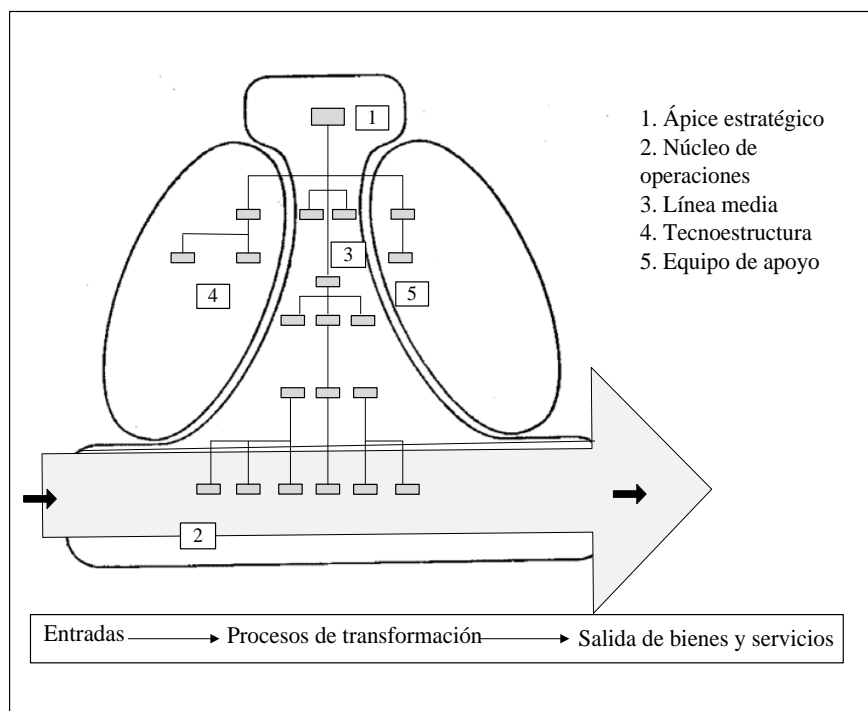 1
1. Ápice estratégico
2. Núcleo de
operaciones
3. Línea media
4. Tecnoestructura
5. Equipo de apoyo
3
4
5
2
Entradas
Procesos de transformación
Salida de bienes y servicios